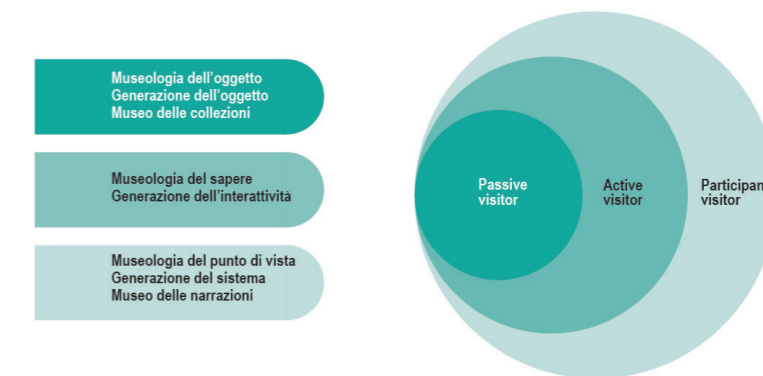 Museologia dell'oggetto
Generazione dell'oggetto
Museo delle collezioni
Museologia del sapere
Generazione dell'interattività
Museologia del punto di vista
Generazione del sistema
Museo delle narrazioni
Passive
visitor
Active
visitor
visitor